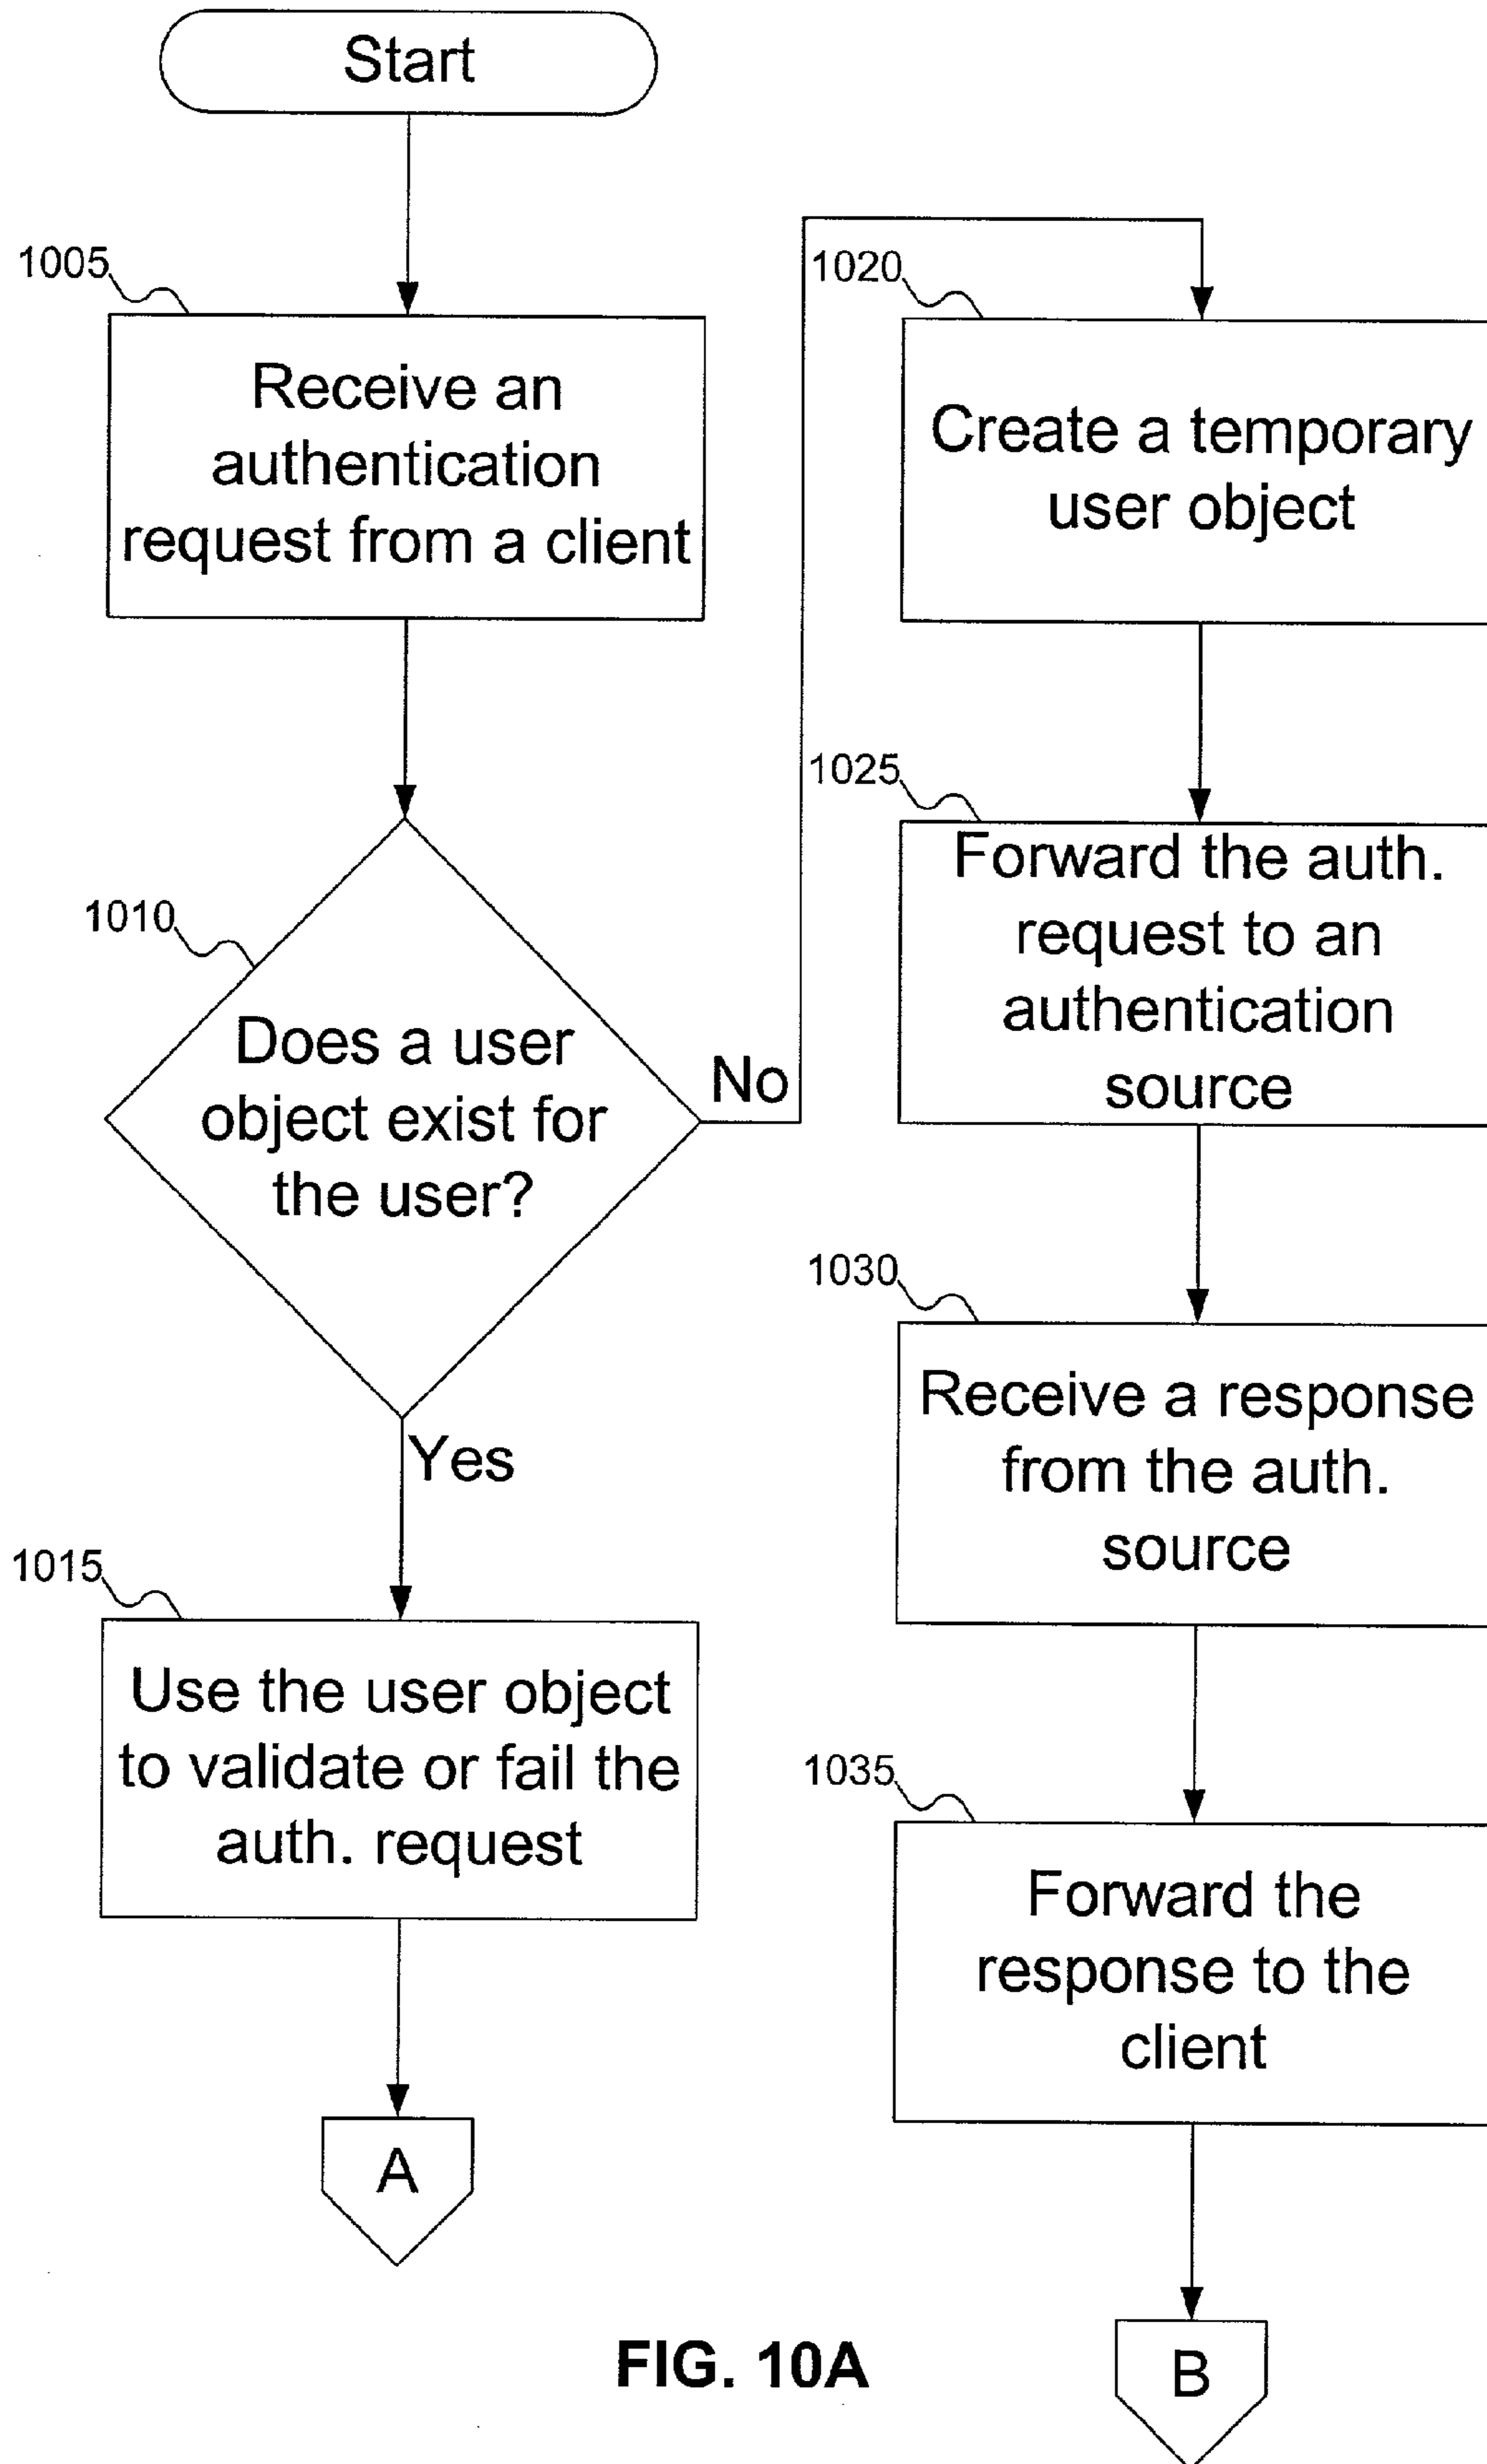 Start
1005
Receive an
authentication
request from a client
1010
Does a user
object exist for
the user?
No
Yes
1015
Use the user object
to validate or fail the
auth. request
A
1020
Create a temporary
user object
1025
Forward the auth.
request to an
authentication
source
1030
Receive a response
from the auth.
source
1035
Forward the
response to the
client
B
FIG. 10A